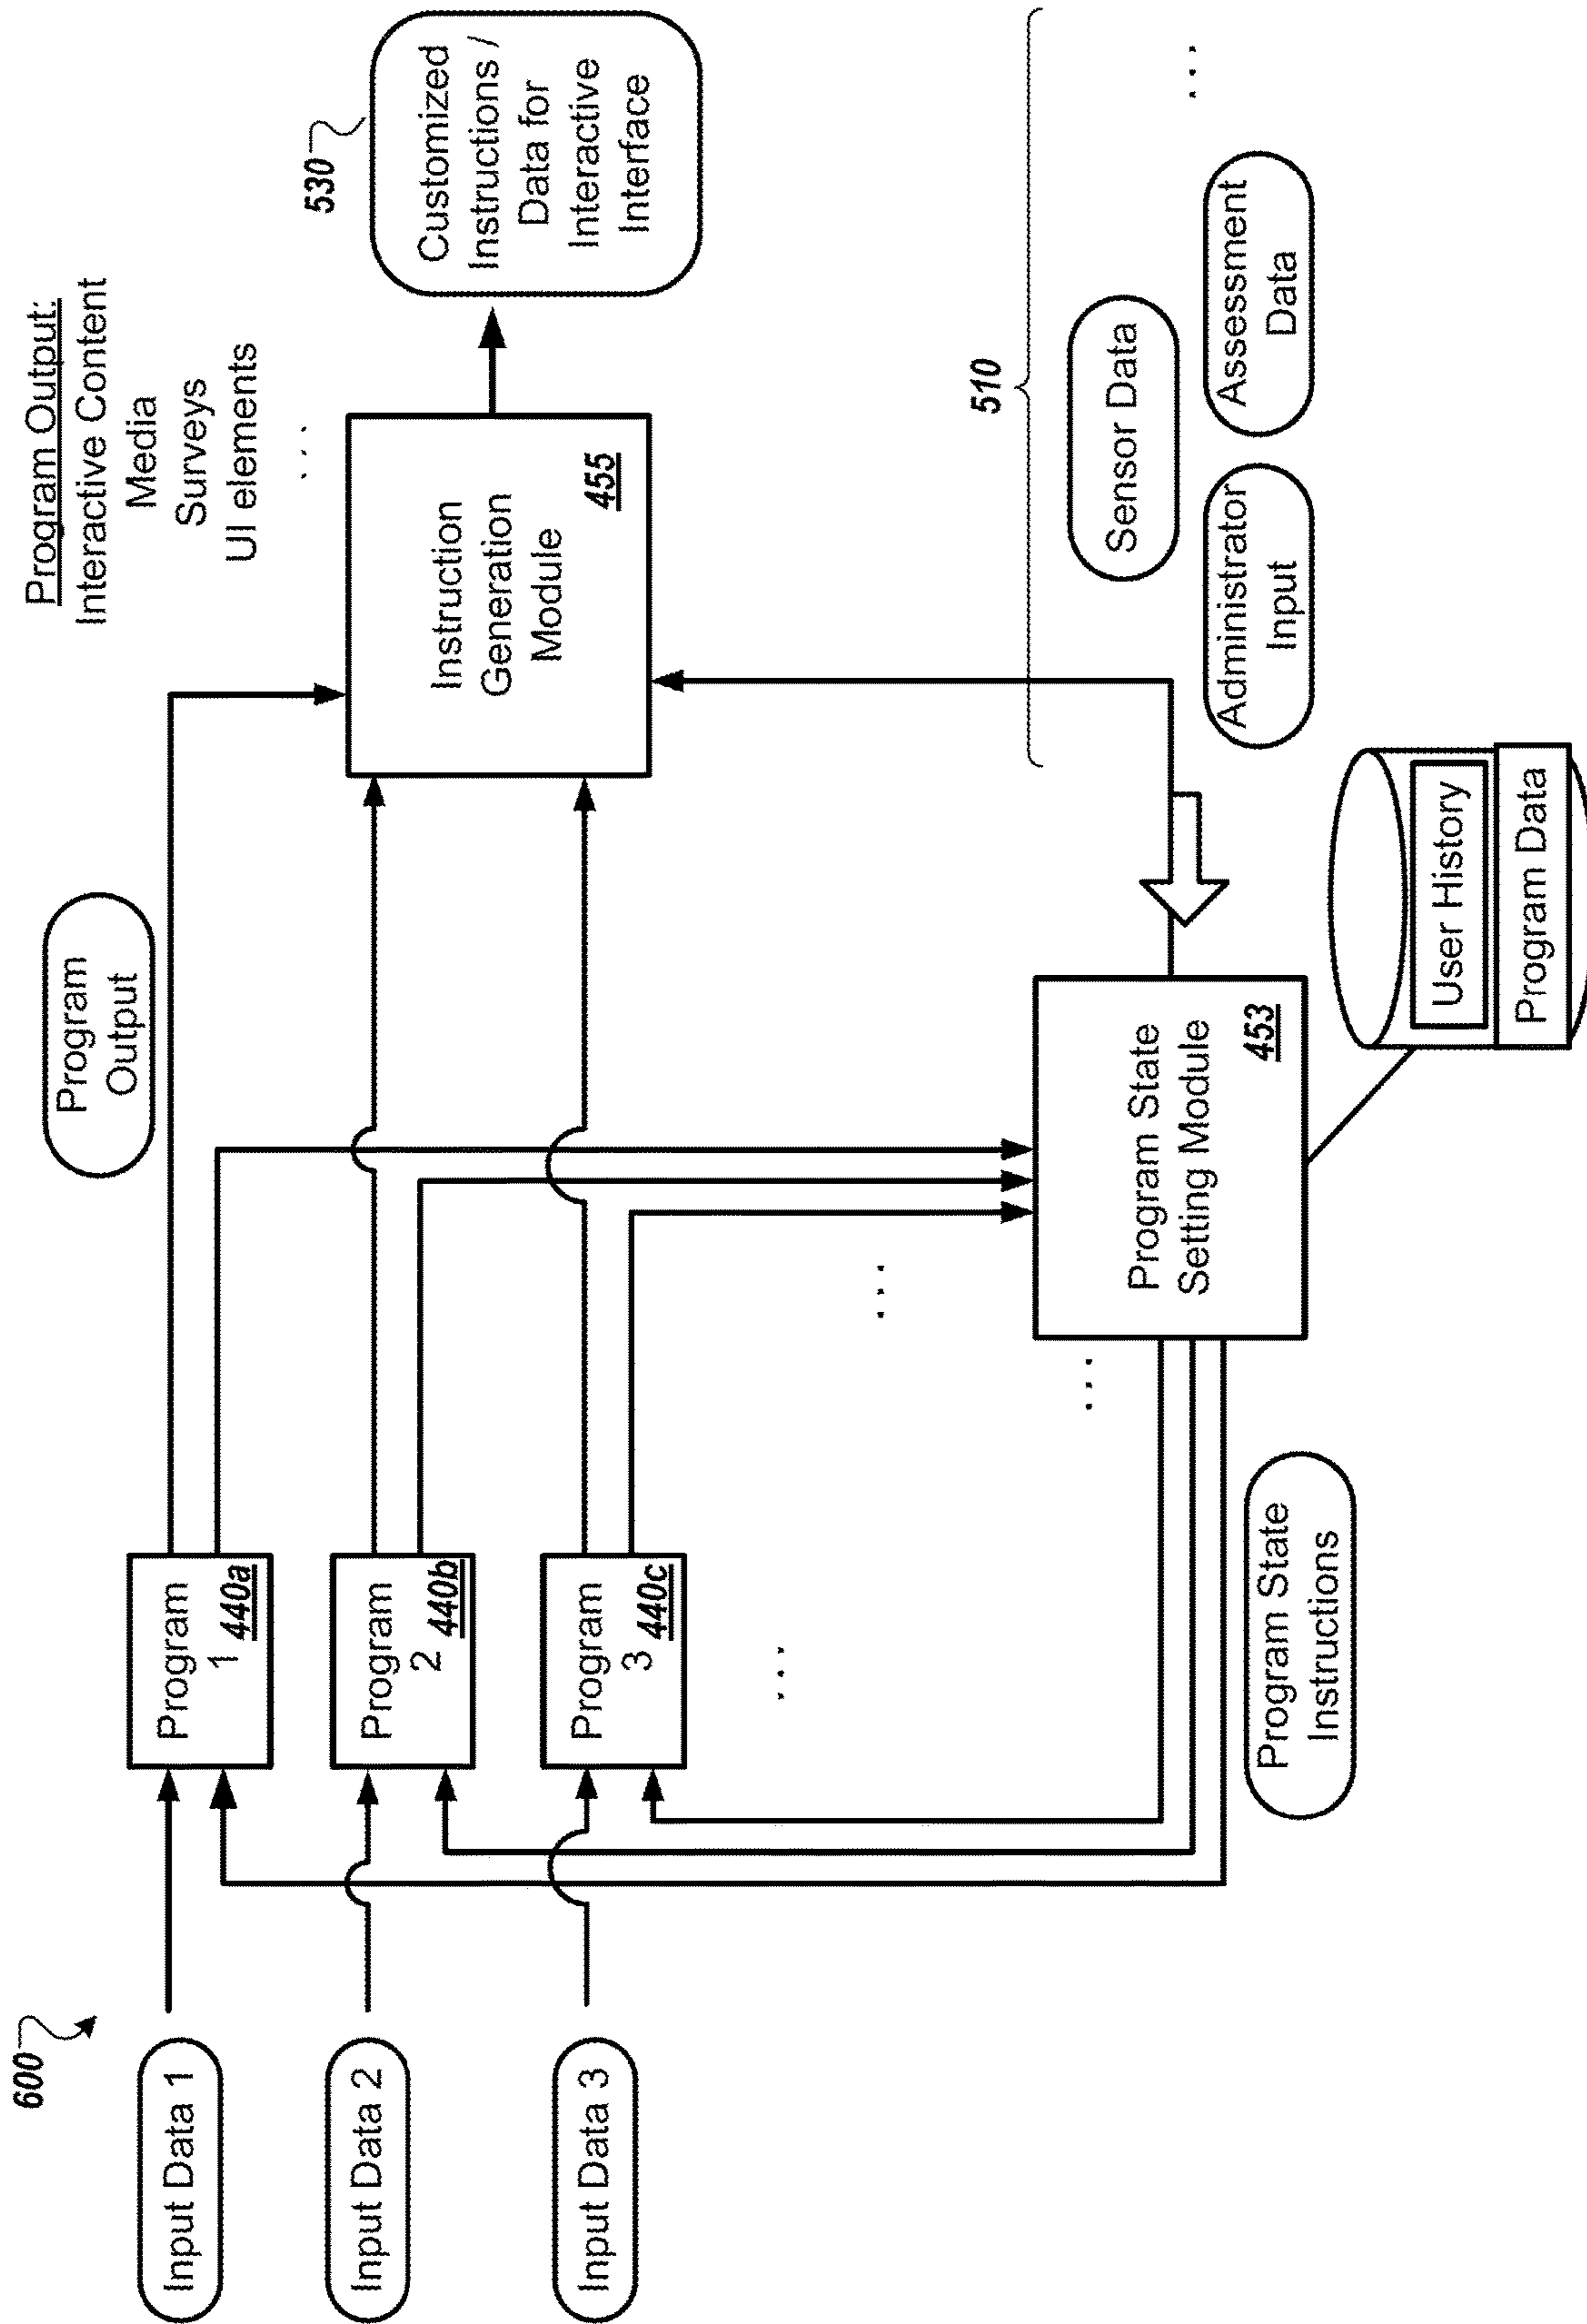 600
Input Data 1
Input Data 2
Input Data 3
Program
1
440a
Program
2
440b
Program
3
440c
...
Program State
Instructions
Program
Output
...
...
Program State
Setting Module
453
User History
Program Data
Program Output:
Interactive Content
Media
Surveys
UI elements
...
Instruction
Generation
Module
455
530
Customized
Instructions /
Data for
Interactive
Interface
510
Sensor Data
Administrator
Input
Assessment
Data
...